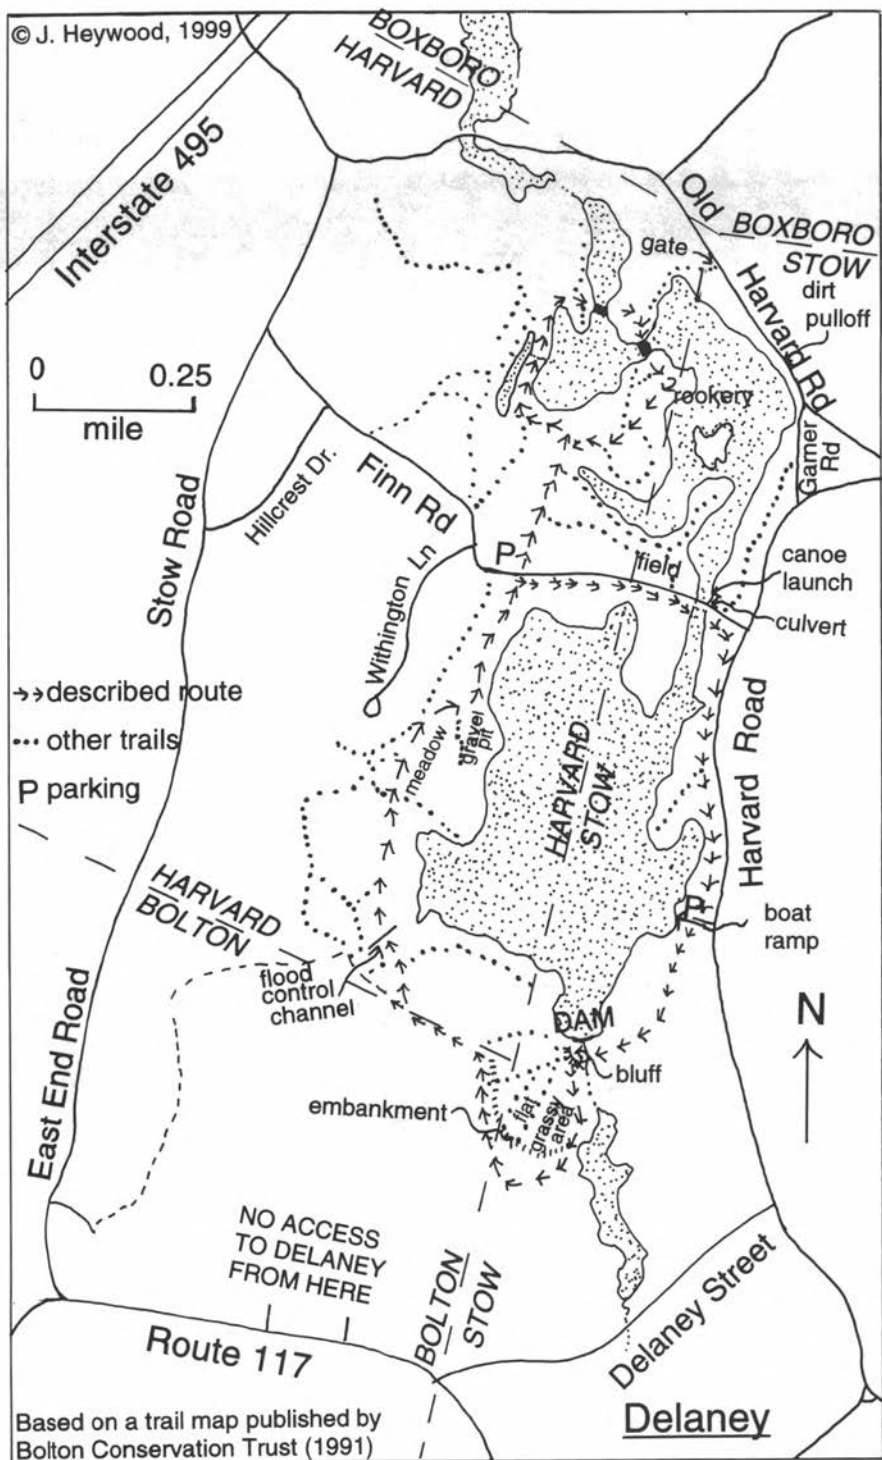 © J. Heywood, 1999
BOXBORO
HARVARD
Interstate 495
Old Harvard Rd
BOXBORO
STOW
gate
dirt
pulloff
0 0.25
mile
rookery
Garner
Rd
Hillcrest Dr.
Finn Rd
Stow Road
P
field
canoe
launch
culvert
Withington Ln
described route
other trails
P parking
meadow
gravel
pit
HARVARD
STOW
Harvard Road
HARVARD
BOLTON
P
boat
ramp
flood
control
channel
DAM
bluff
N
embankment
flat
grassy
area
East End Road
NO ACCESS
TO DELANEY
FROM HERE
BOLTON
STOW
Delaney Street
Route 117
Delaney
Based on a trail map published by
Bolton Conservation Trust (1991)